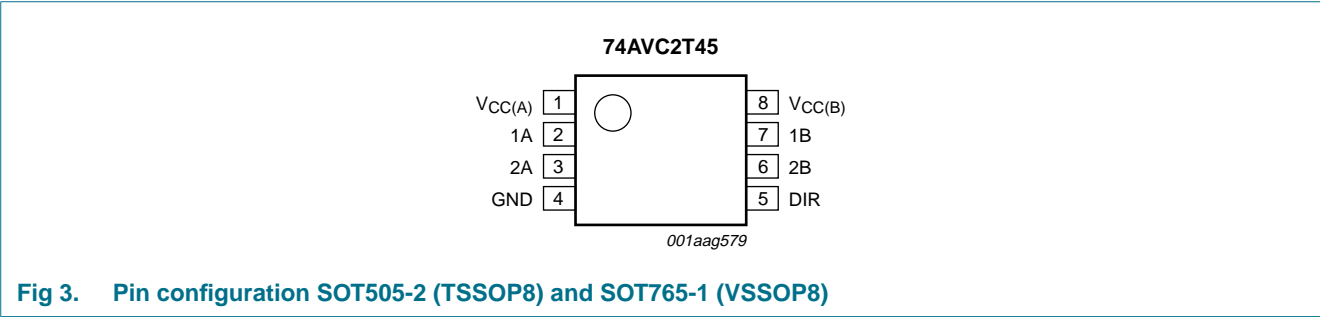 74AVC2T45
VCC(A) 1 8 VCC(B)
1A 2 7 1B
2A 3 6 2B
GND 4 5 DIR
001aag579
Fig 3. Pin configuration SOT505-2 (TSSOP8) and SOT765-1 (VSSOP8)